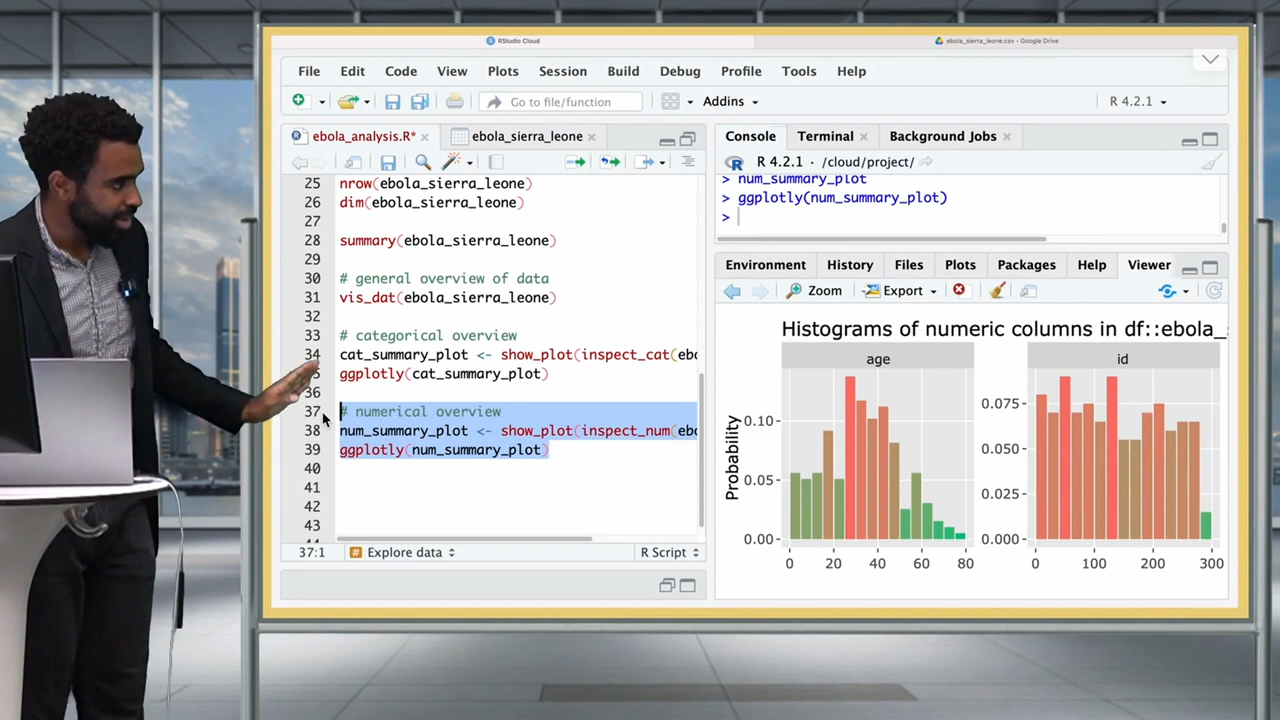 RStudio Cloud
ebola_sierra_leone.csv - Google Drive
File Edit Code View Plots Session Build Debug Profile Tools Help
Go to file/function
Addins
R 4.2.1
ebola_analysis.R*
ebola_sierra_leone
25 nrow(ebola_sierra_leone)
26 dim(ebola_sierra_leone)
27
28 summary(ebola_sierra_leone)
29
30 # general overview of data
31 vis_dat(ebola_sierra_leone)
32
33 # categorical overview
34 cat_summary_plot <- show_plot(inspect_cat(ebo
ggplotly(cat_summary_plot)
36
37 # numerical overview
38 num_summary_plot <- show_plot(inspect_num(ebo
39 ggplotly(num_summary_plot)
40
41
42
43
44
37:1
# Explore data
R Script
Console Terminal Background Jobs
R 4.2.1 · /cloud/project/
> num_summary_plot
> ggplotly(num_summary_plot)
>
Environment History Files Plots Packages Help Viewer
Zoom Export
Histograms of numeric columns in df::ebola_
age
id
Probability
0.10
0.05
0.00
0 20 40 60 80
0.075
0.050
0.025
0.000
0 100 200 300